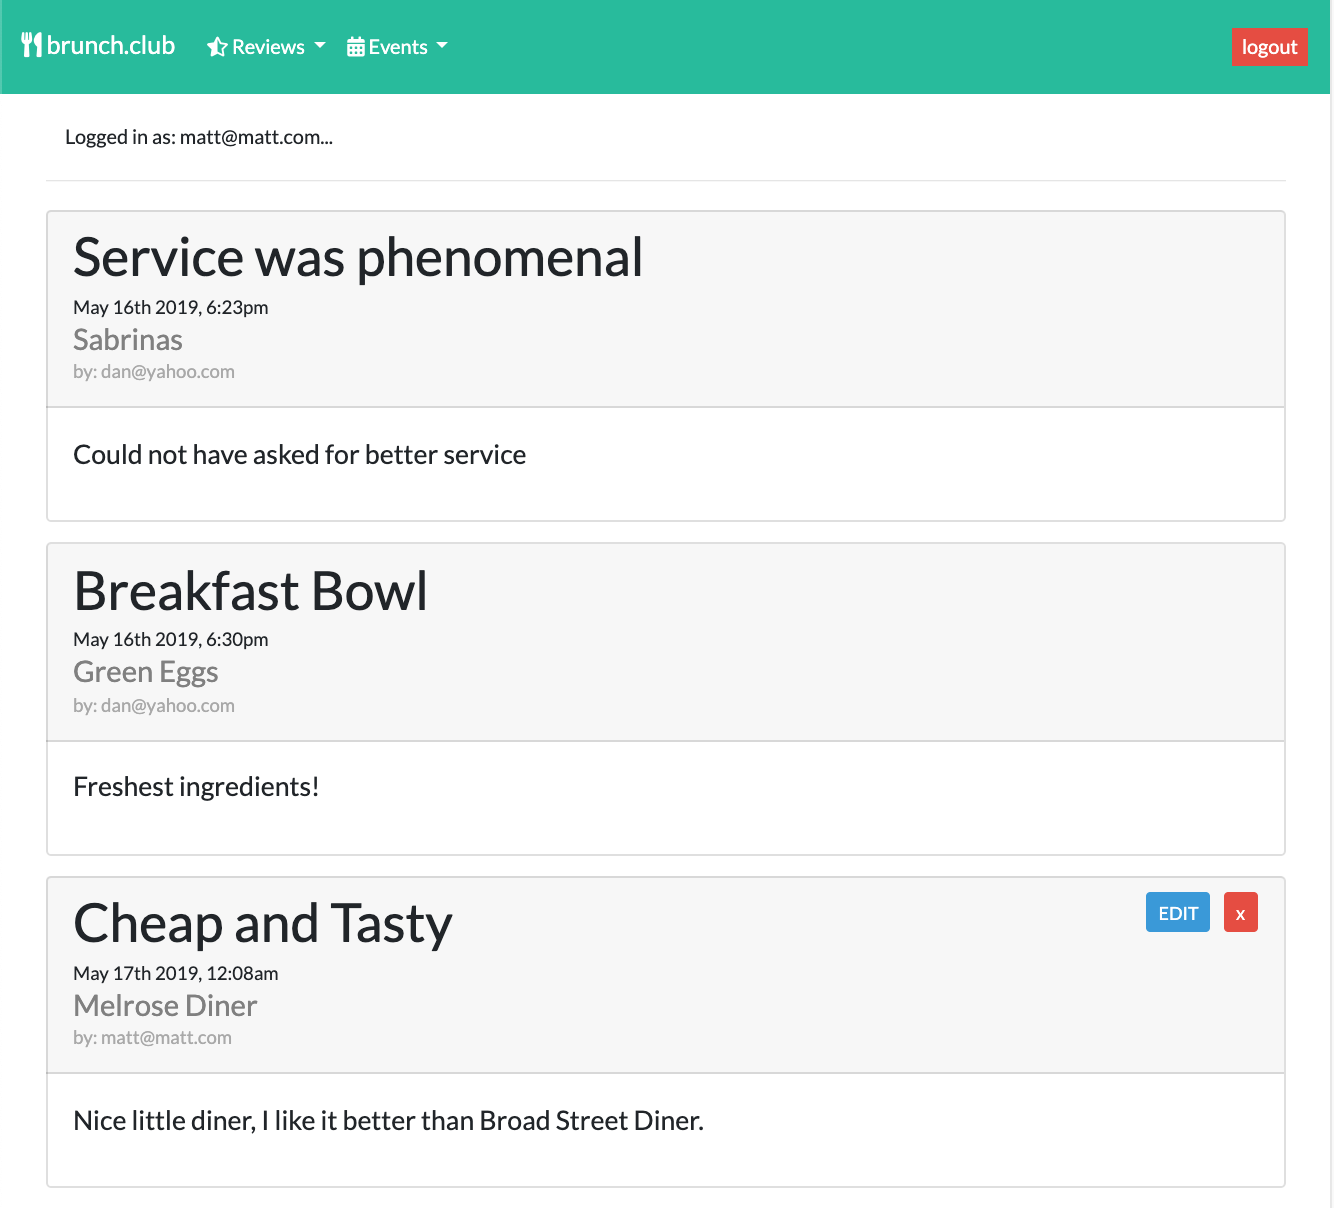 brunch.club Reviews Events logout
Logged in as: matt@matt.com...
Service was phenomenal
May 16th 2019, 6:23pm
Sabrinas
by: dan@yahoo.com
Could not have asked for better service
Breakfast Bowl
May 16th 2019, 6:30pm
Green Eggs
by: dan@yahoo.com
Freshest ingredients!
Cheap and Tasty EDIT x
May 17th 2019, 12:08am
Melrose Diner
by: matt@matt.com
Nice little diner, I like it better than Broad Street Diner.